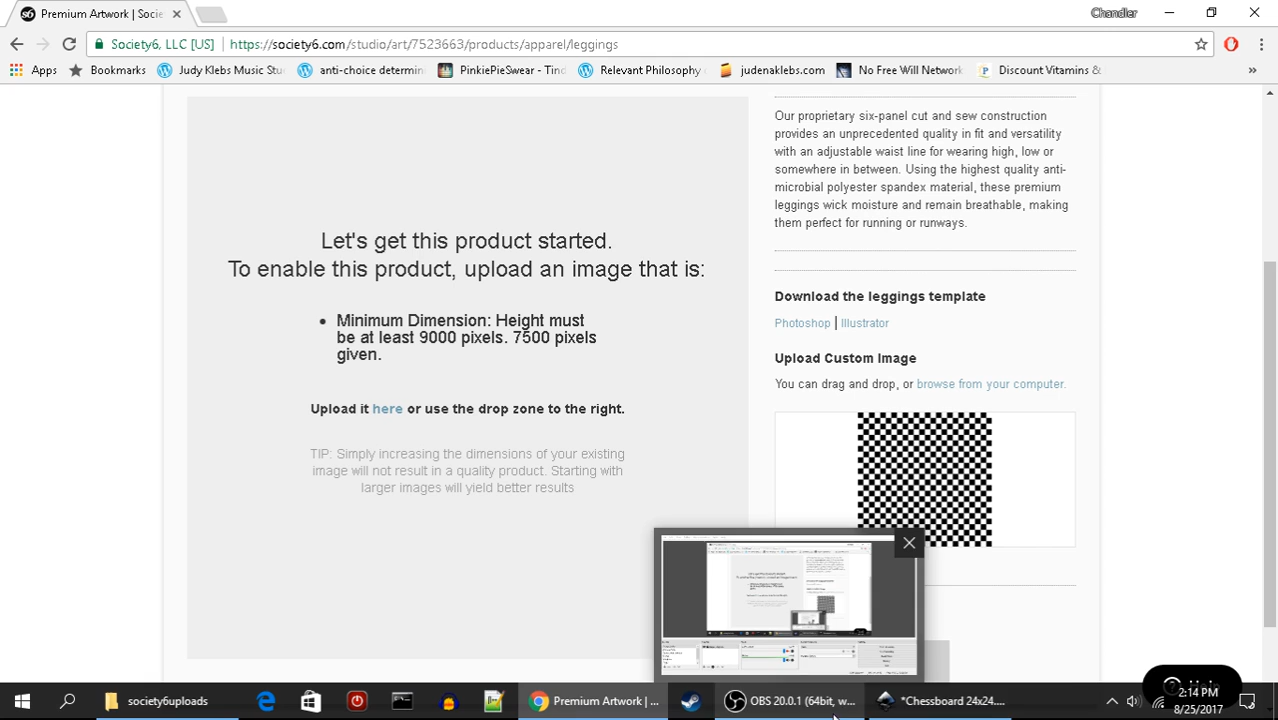 Premium Artwork | Socie
Chandler
Society6, LLC [US]
https://society6.com/studio/art/7523663/products/apparel/leggings
Apps
Bookmarks
Judy Klebs Music Stu
anti-choice determin
PinkiePieSwear - Tind
Relevant Philosophy
judenaklebs.com
No Free Will Network
Discount Vitamins &
»
Our proprietary six-panel cut and sew construction
provides an unprecedented quality in fit and versatility
with an adjustable waist line for wearing high, low or
somewhere in between. Using the highest quality anti-
microbial polyester spandex material, these premium
leggings wick moisture and remain breathable, making
them perfect for running or runways.
Let's get this product started.
To enable this product, upload an image that is:
• Minimum Dimension: Height must
be at least 9000 pixels. 7500 pixels
given.
Upload it here or use the drop zone to the right.
TIP: Simply increasing the dimensions of your existing
image will not result in a quality product. Starting with
larger images will yield better results
Download the leggings template
Photoshop | Illustrator
Upload Custom Image
You can drag and drop, or browse from your computer.
Help
society6uploads
Premium Artwork | ...
OBS 20.0.1 (64bit, w...
*Chessboard 24x24....
2:14 PM
8/25/2017